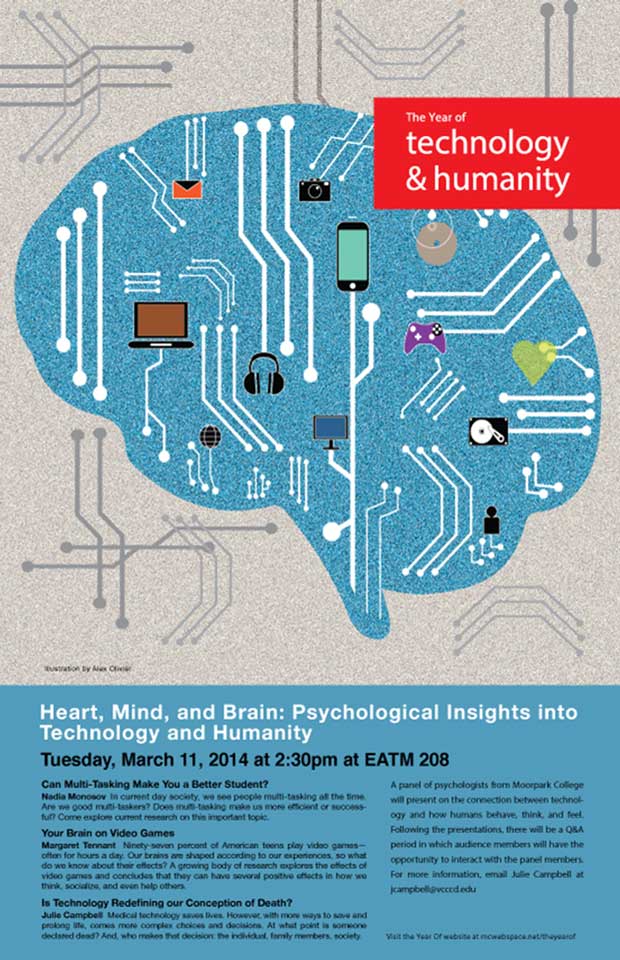 The Year of
technology
& humanity
Illustration by Alex Olivier
Heart, Mind, and Brain: Psychological Insights into
Technology and Humanity
Tuesday, March 11, 2014 at 2:30pm at EATM 208
Can Multi-Tasking Make You a Better Student?
Nadia Monosov In current day society, we see people multi-tasking all the time.
Are we good multi-taskers? Does multi-tasking make us more efficient or success-
ful? Come explore current research on this important topic.
Your Brain on Video Games
Margaret Tennant Ninety-seven percent of American teens play video games—
often for hours a day. Our brains are shaped according to our experiences, so what
do we know about their effects? A growing body of research explores the effects of
video games and concludes that they can have several positive effects in how we
think, socialize, and even help others.
Is Technology Redefining our Conception of Death?
Julie Campbell Medical technology saves lives. However, with more ways to save and
prolong life, comes more complex choices and decisions. At what point is someone
declared dead? And, who makes that decision: the individual, family members, society.
A panel of psychologists from Moorpark College
will present on the connection between technol-
ogy and how humans behave, think, and feel.
Following the presentations, there will be a Q&A
period in which audience members will have the
opportunity to interact with the panel members.
For more information, email Julie Campbell at
jcampbell@vcccd.edu
Visit the Year Of website at mcwebspace.net/theyearof